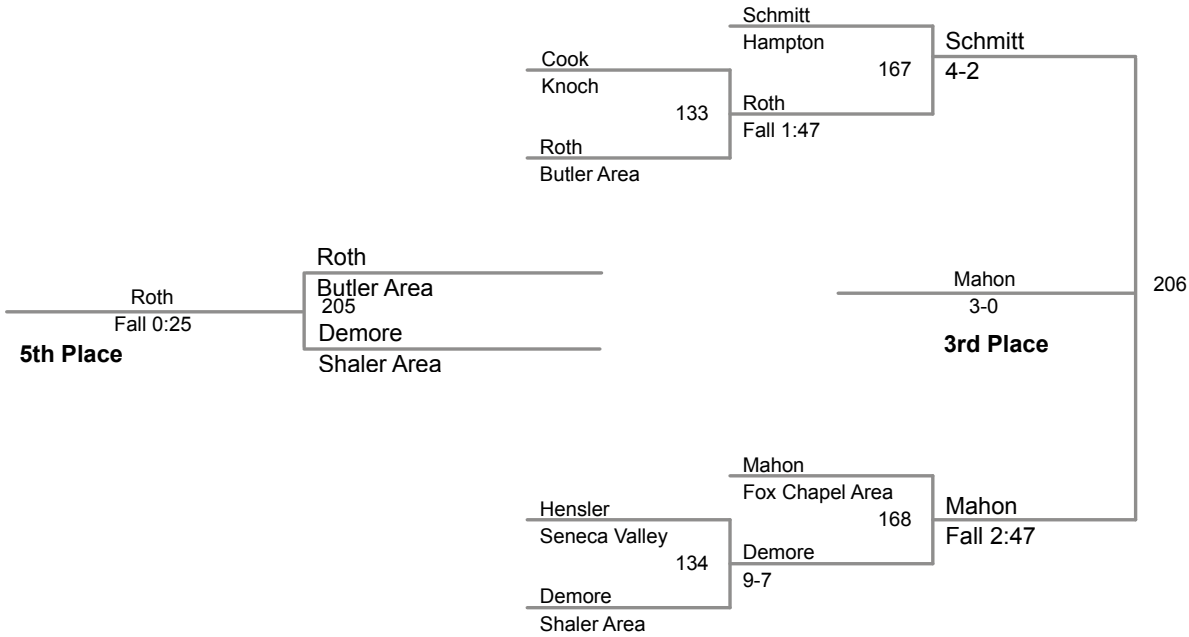 Schmitt
Hampton
167
Schmitt
4-2
Cook
Knoch
133
Roth
Fall 1:47
Roth
Butler Area
Roth
Butler Area
205
Demore
Shaler Area
Roth
Fall 0:25
5th Place
Mahon
3-0
206
3rd Place
Mahon
Fox Chapel Area
168
Mahon
Fall 2:47
Hensler
Seneca Valley
134
Demore
9-7
Demore
Shaler Area